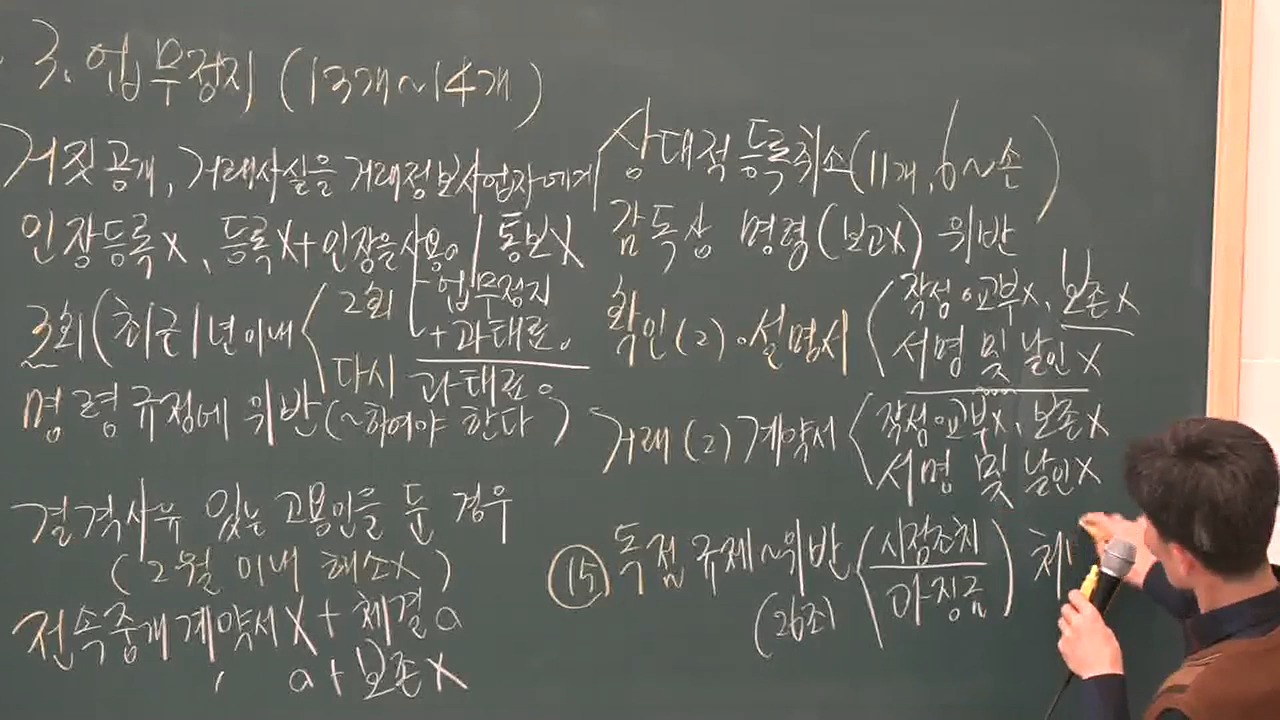 3. 업무정지 (13개~14개)
거짓공개, 거래사실을 거래정보사업자에게
인장등록X, 등록X+인장을사용 / 통보X
3회(최근1년이내 〈 2회 업무정지
+과태료。
다시 과태료。
명령규정에 위반(~하여야 한다)
결격사유 있는 고용인을 둔 경우
(2월 이내 해소X)
전속중개계약서X+체결a
a+보존X
상대적등록취소(11개, 6~손)
감독상 명령(보고X) 위반
확인(2)·설명서 〈 작성·교부X, 보존X
서명 및 날인X
거래(2)계약서 〈 작성·교부X, 보존X
서명 및 날인X
⑮ 독점규제~위반 (시정조치
과징금)
(26조)